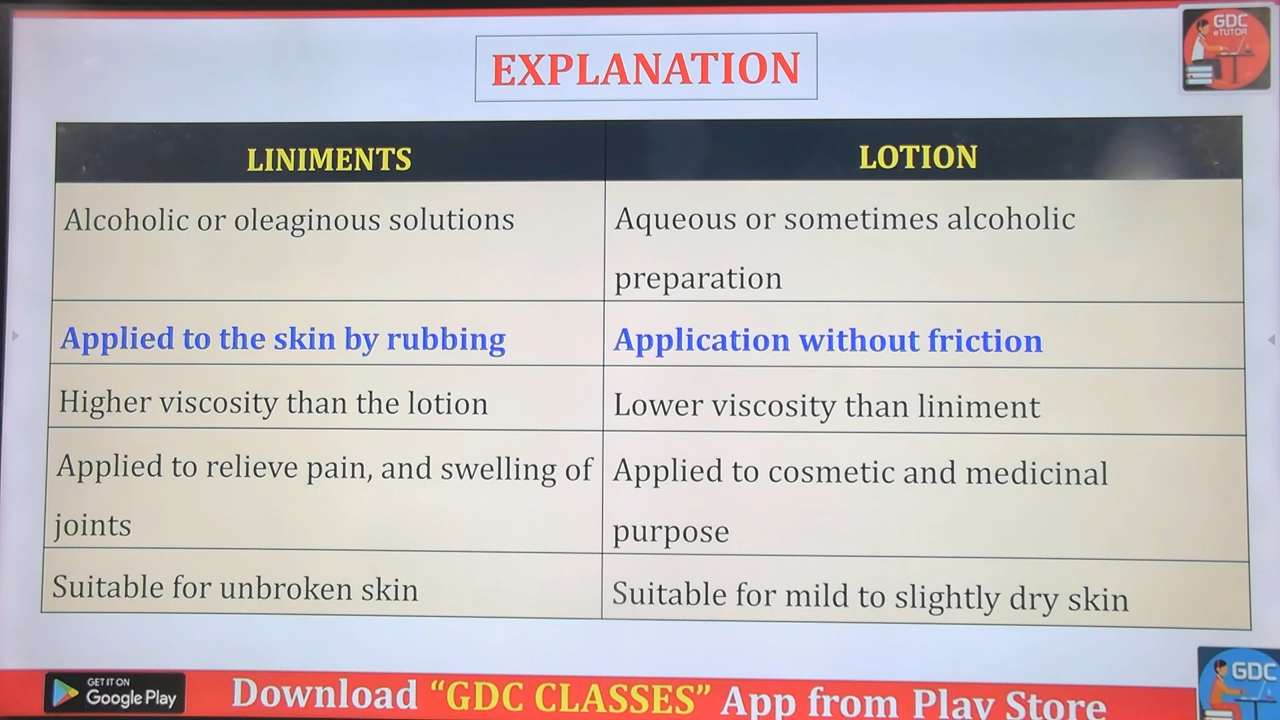 GDC
eTUTOR
EXPLANATION
LINIMENTS
LOTION
Alcoholic or oleaginous solutions
Aqueous or sometimes alcoholic
preparation
Applied to the skin by rubbing
Application without friction
Higher viscosity than the lotion
Lower viscosity than liniment
Applied to relieve pain, and swelling of
joints
Applied to cosmetic and medicinal
purpose
Suitable for unbroken skin
Suitable for mild to slightly dry skin
GET IT ON
Google Play
Download “GDC CLASSES” App from Play Store
GDC